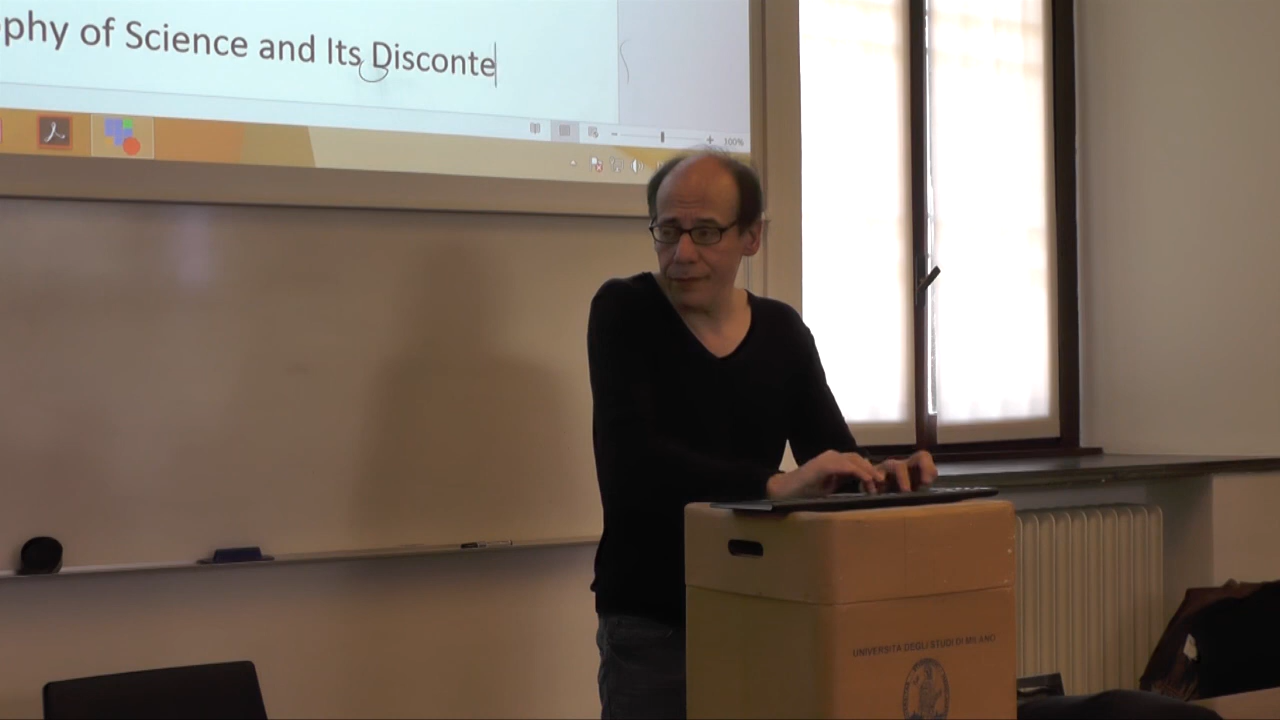 phy of Science and Its Disconte
100%
UNIVERSITÀ DEGLI STUDI DI MILANO